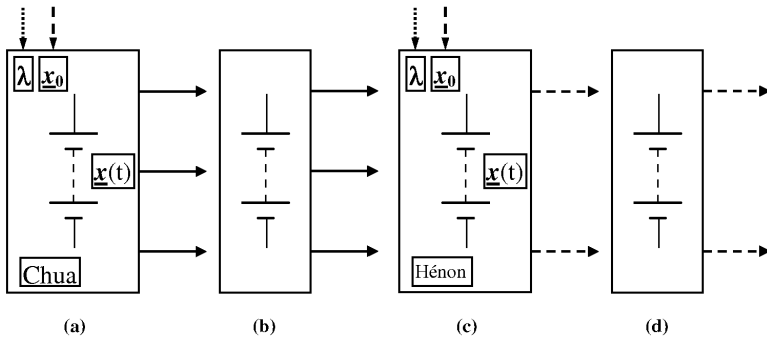 λ x₀
x(t)
Chua
λ x₀
x(t)
Hénon
(a) (b) (c) (d)